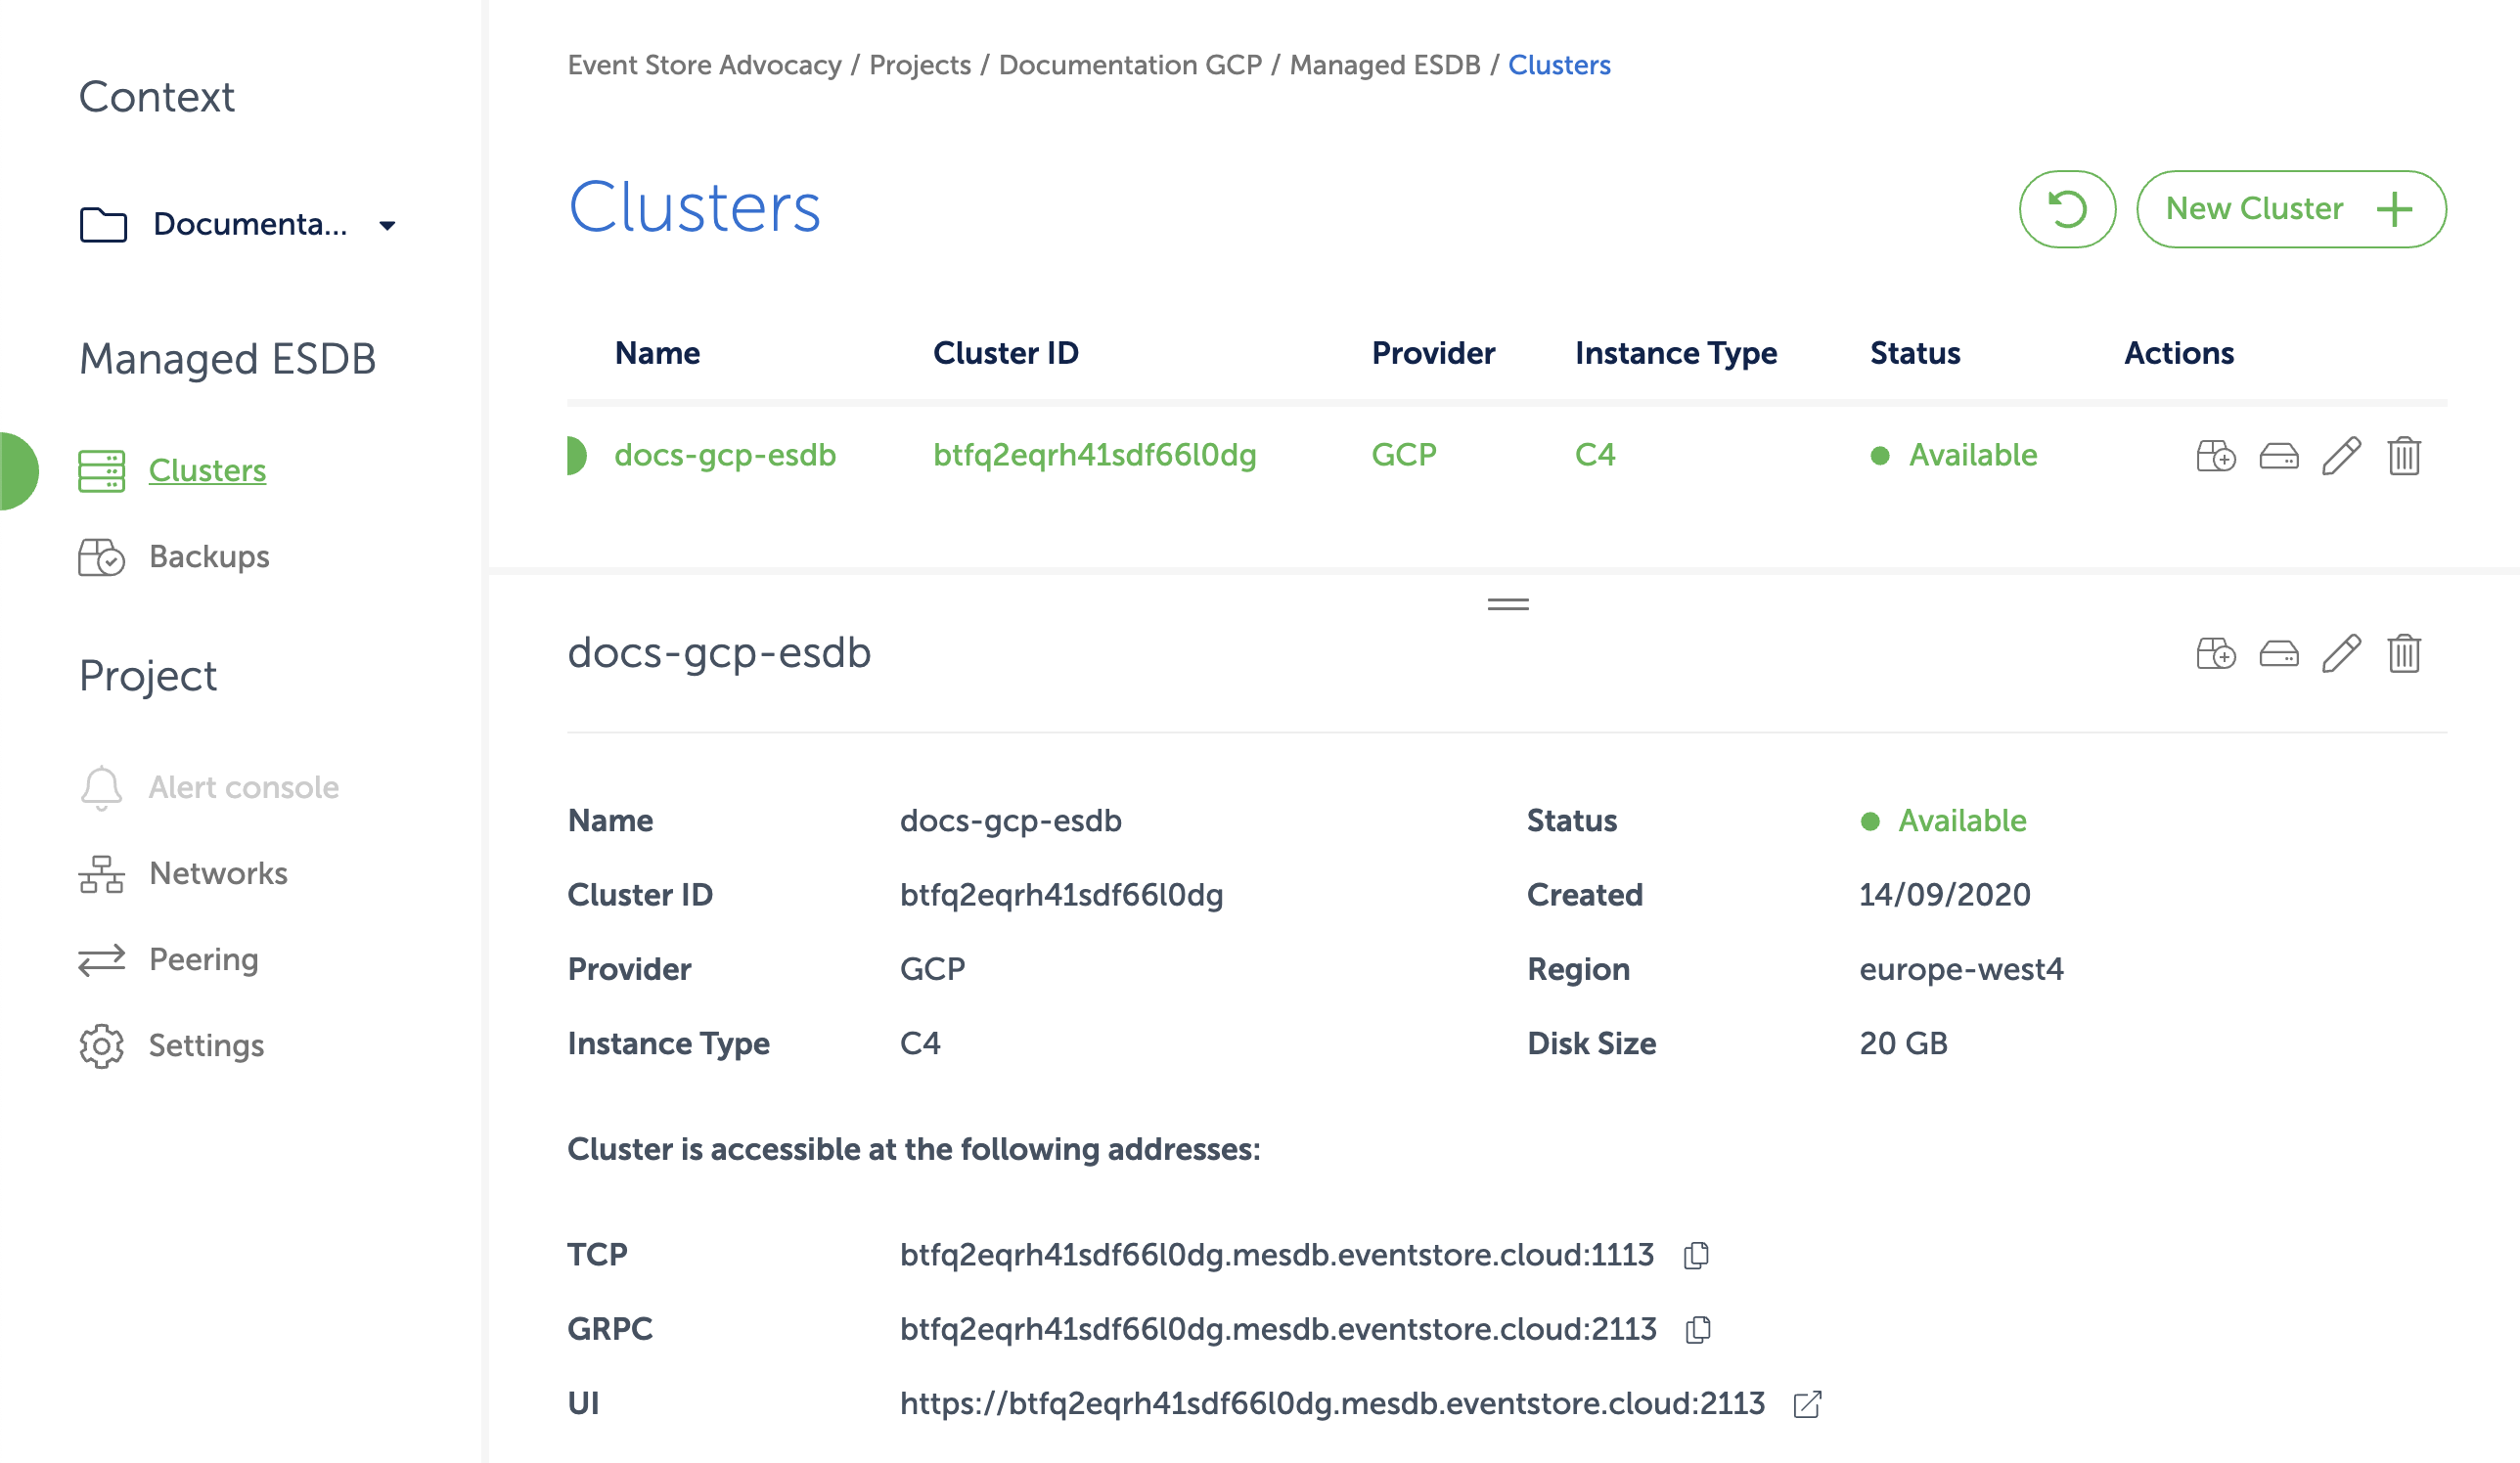 Context
Documenta...
Managed ESDB
Clusters
Backups
Project
Alert console
Networks
Peering
Settings
Event Store Advocacy / Projects / Documentation GCP / Managed ESDB / Clusters
Clusters
New Cluster
Name Cluster ID Provider Instance Type Status Actions
docs-gcp-esdb btfq2eqrh41sdf66l0dg GCP C4 Available
docs-gcp-esdb
Name docs-gcp-esdb Status Available
Cluster ID btfq2eqrh41sdf66l0dg Created 14/09/2020
Provider GCP Region europe-west4
Instance Type C4 Disk Size 20 GB
Cluster is accessible at the following addresses:
TCP btfq2eqrh41sdf66l0dg.mesdb.eventstore.cloud:1113
GRPC btfq2eqrh41sdf66l0dg.mesdb.eventstore.cloud:2113
UI https://btfq2eqrh41sdf66l0dg.mesdb.eventstore.cloud:2113